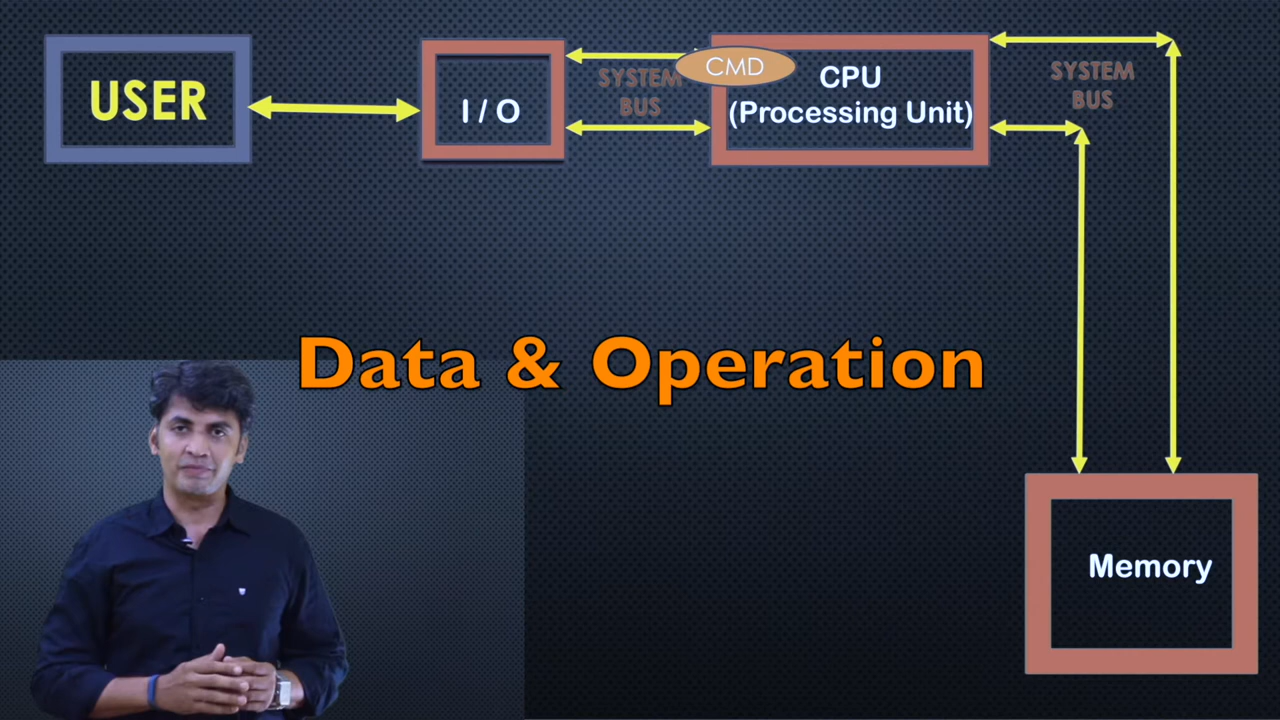 USER
I / O
SYSTEM
BUS
CMD
CPU
(Processing Unit)
SYSTEM
BUS
Data & Operation
Memory